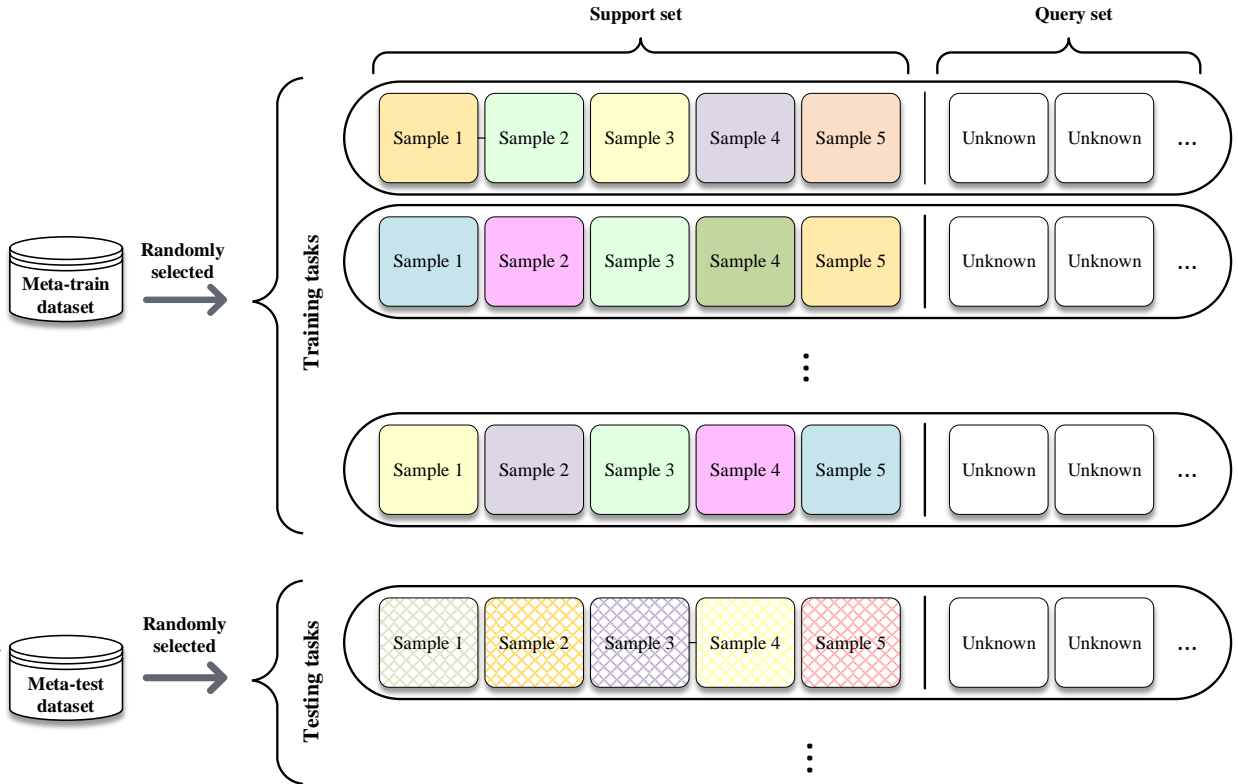 Support set
Query set
Sample 1 Sample 2 Sample 3 Sample 4 Sample 5 Unknown Unknown ...
Sample 1 Sample 2 Sample 3 Sample 4 Sample 5 Unknown Unknown ...
Randomly
selected
Meta-train
dataset
Training tasks
Sample 1 Sample 2 Sample 3 Sample 4 Sample 5 Unknown Unknown ...
Sample 1 Sample 2 Sample 3 Sample 4 Sample 5 Unknown Unknown ...
Randomly
selected
Meta-test
dataset
Testing tasks